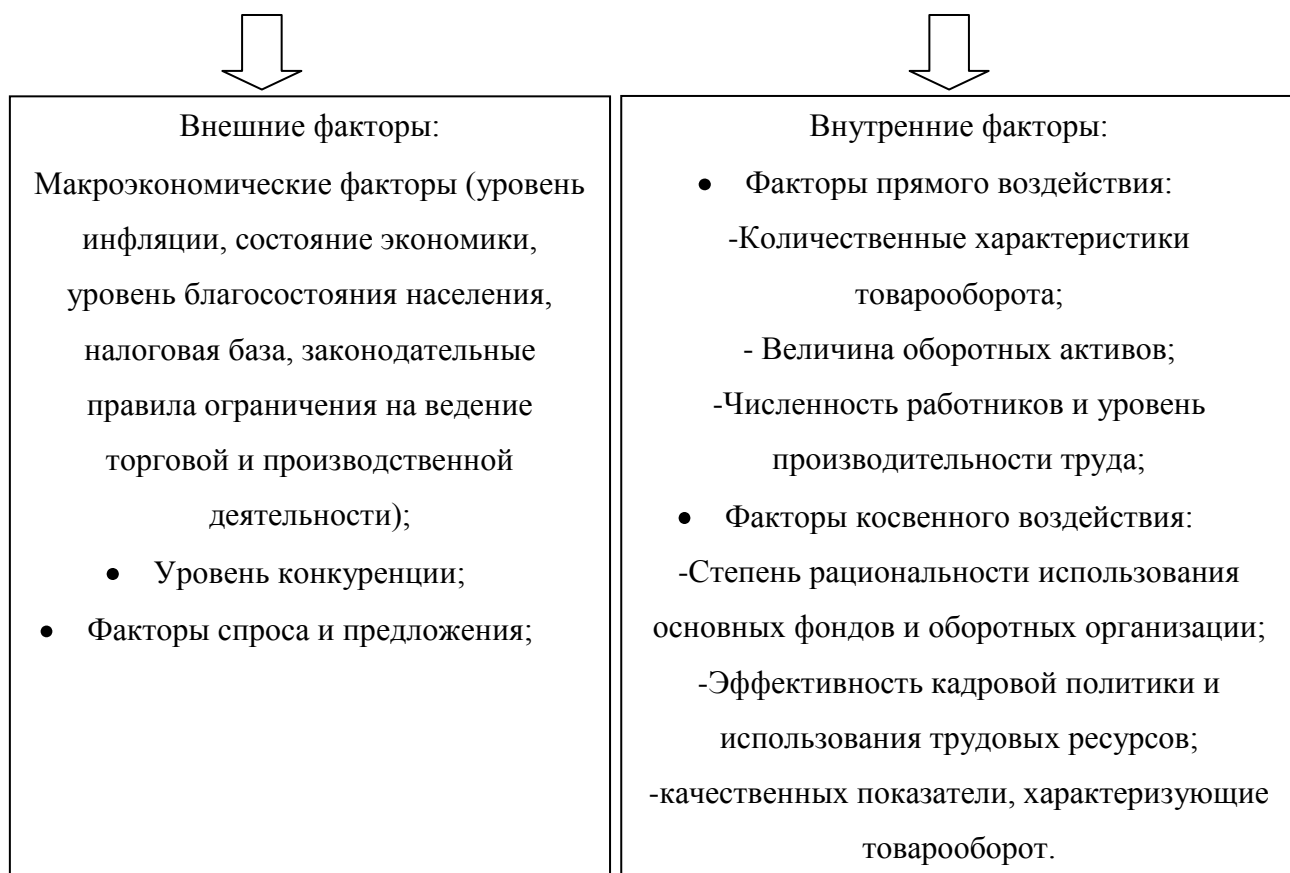 Внешние факторы:
Макроэкономические факторы (уровень
инфляции, состояние экономики,
уровень благосостояния населения,
налоговая база, законодательные
правила ограничения на ведение
торговой и производственной
деятельности);
• Уровень конкуренции;
• Факторы спроса и предложения;
Внутренние факторы:
• Факторы прямого воздействия:
-Количественные характеристики
товарооборота;
- Величина оборотных активов;
-Численность работников и уровень
производительности труда;
• Факторы косвенного воздействия:
-Степень рациональности использования
основных фондов и оборотных организации;
-Эффективность кадровой политики и
использования трудовых ресурсов;
-качественных показатели, характеризующие
товарооборот.